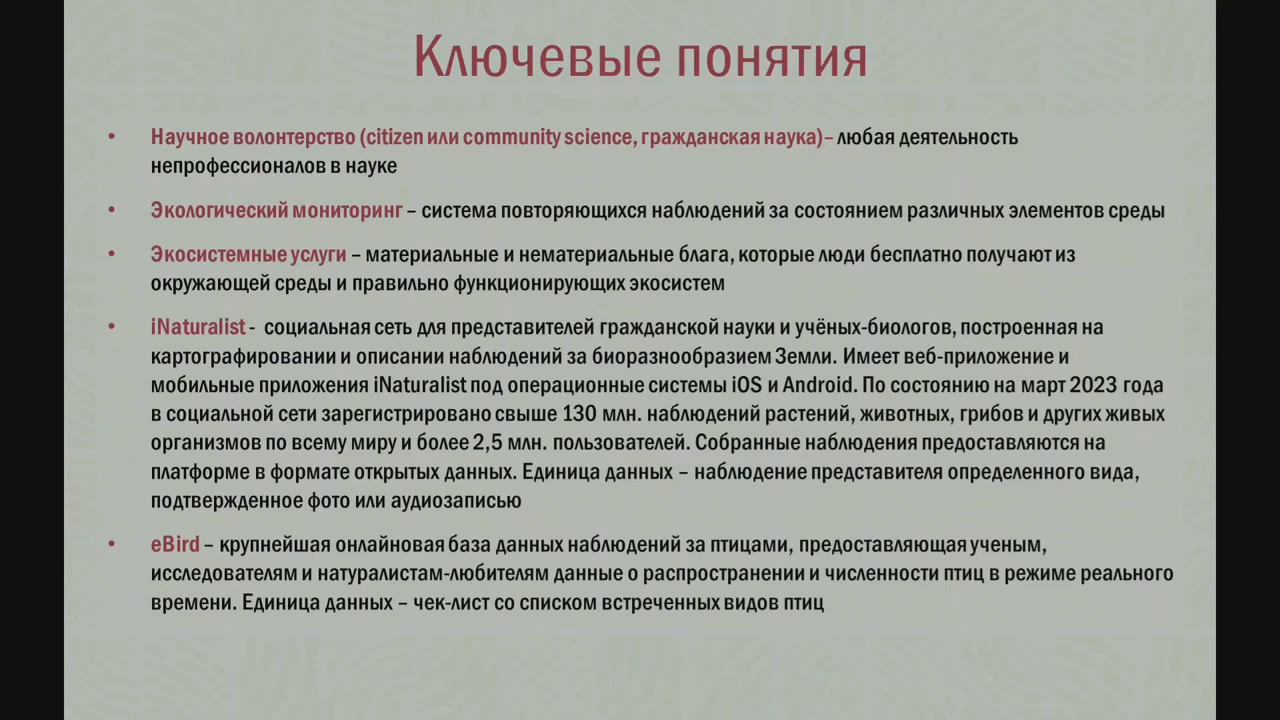 Ключевые понятия
• Научное волонтерство (citizen или community science, гражданская наука)– любая деятельность
непрофессионалов в науке
• Экологический мониторинг – система повторяющихся наблюдений за состоянием различных элементов среды
• Экосистемные услуги – материальные и нематериальные блага, которые люди бесплатно получают из
окружающей среды и правильно функционирующих экосистем
• iNaturalist - социальная сеть для представителей гражданской науки и учёных-биологов, построенная на
картографировании и описании наблюдений за биоразнообразием Земли. Имеет веб-приложение и
мобильные приложения iNaturalist под операционные системы iOS и Android. По состоянию на март 2023 года
в социальной сети зарегистрировано свыше 130 млн. наблюдений растений, животных, грибов и других живых
организмов по всему миру и более 2,5 млн. пользователей. Собранные наблюдения предоставляются на
платформе в формате открытых данных. Единица данных – наблюдение представителя определенного вида,
подтвержденное фото или аудиозаписью
• eBird – крупнейшая онлайновая база данных наблюдений за птицами, предоставляющая ученым,
исследователям и натуралистам-любителям данные о распространении и численности птиц в режиме реального
времени. Единица данных – чек-лист со списком встреченных видов птиц